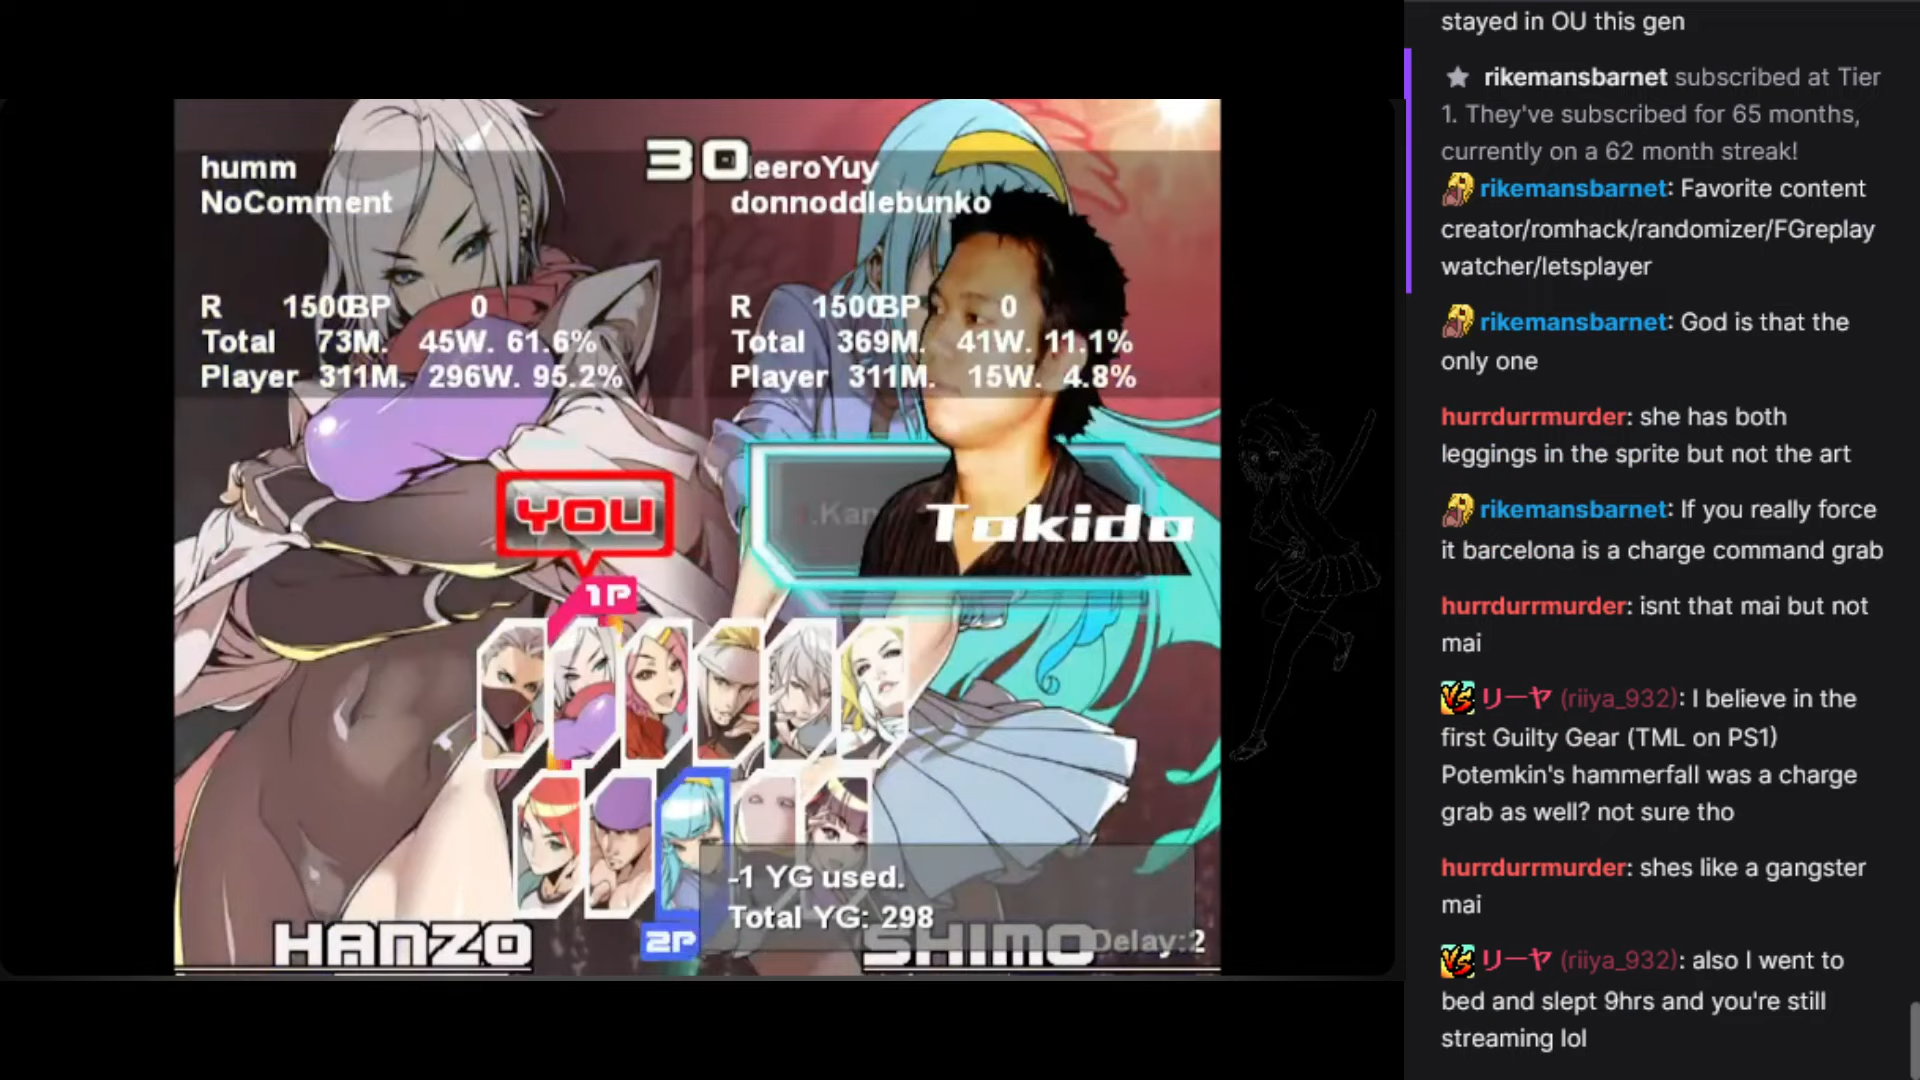 humm
NoComment
30
eeroYuy
donnoddlebunko
R 1500BP 0
Total 73M. 45W. 61.6%
Player 311M. 296W. 95.2%
R 1500BP 0
Total 369M. 41W. 11.1%
Player 311M. 15W. 4.8%
YOU
Tokido
1P
-1 YG used.
Total YG: 298
HANZO
2P
SHIMO
Delay:2
stayed in OU this gen
rikemansbarnet subscribed at Tier
1. They've subscribed for 65 months,
currently on a 62 month streak!
rikemansbarnet: Favorite content
creator/romhack/randomizer/FGreplay
watcher/letsplayer
rikemansbarnet: God is that the
only one
hurrdurrmurder: she has both
leggings in the sprite but not the art
rikemansbarnet: If you really force
it barcelona is a charge command grab
hurrdurrmurder: isnt that mai but not
mai
リーヤ (riiya_932): I believe in the
first Guilty Gear (TML on PS1)
Potemkin's hammerfall was a charge
grab as well? not sure tho
hurrdurrmurder: shes like a gangster
mai
リーヤ (riiya_932): also I went to
bed and slept 9hrs and you're still
streaming lol